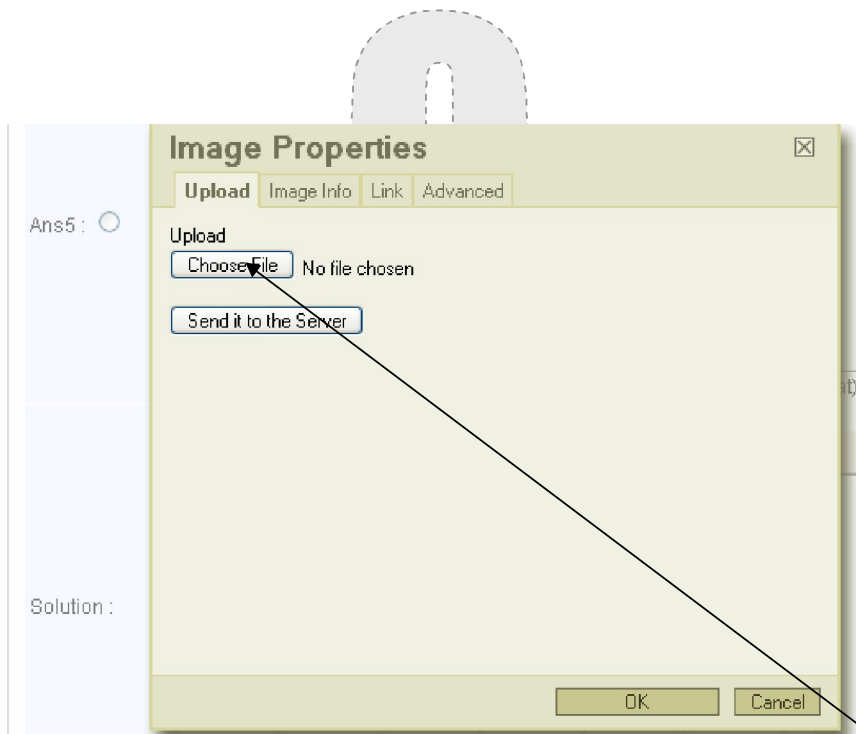 Image Properties
Upload Image Info Link Advanced
Ans5 :
Upload
Choose File No file chosen
Send it to the Server
at)
Solution :
OK Cancel